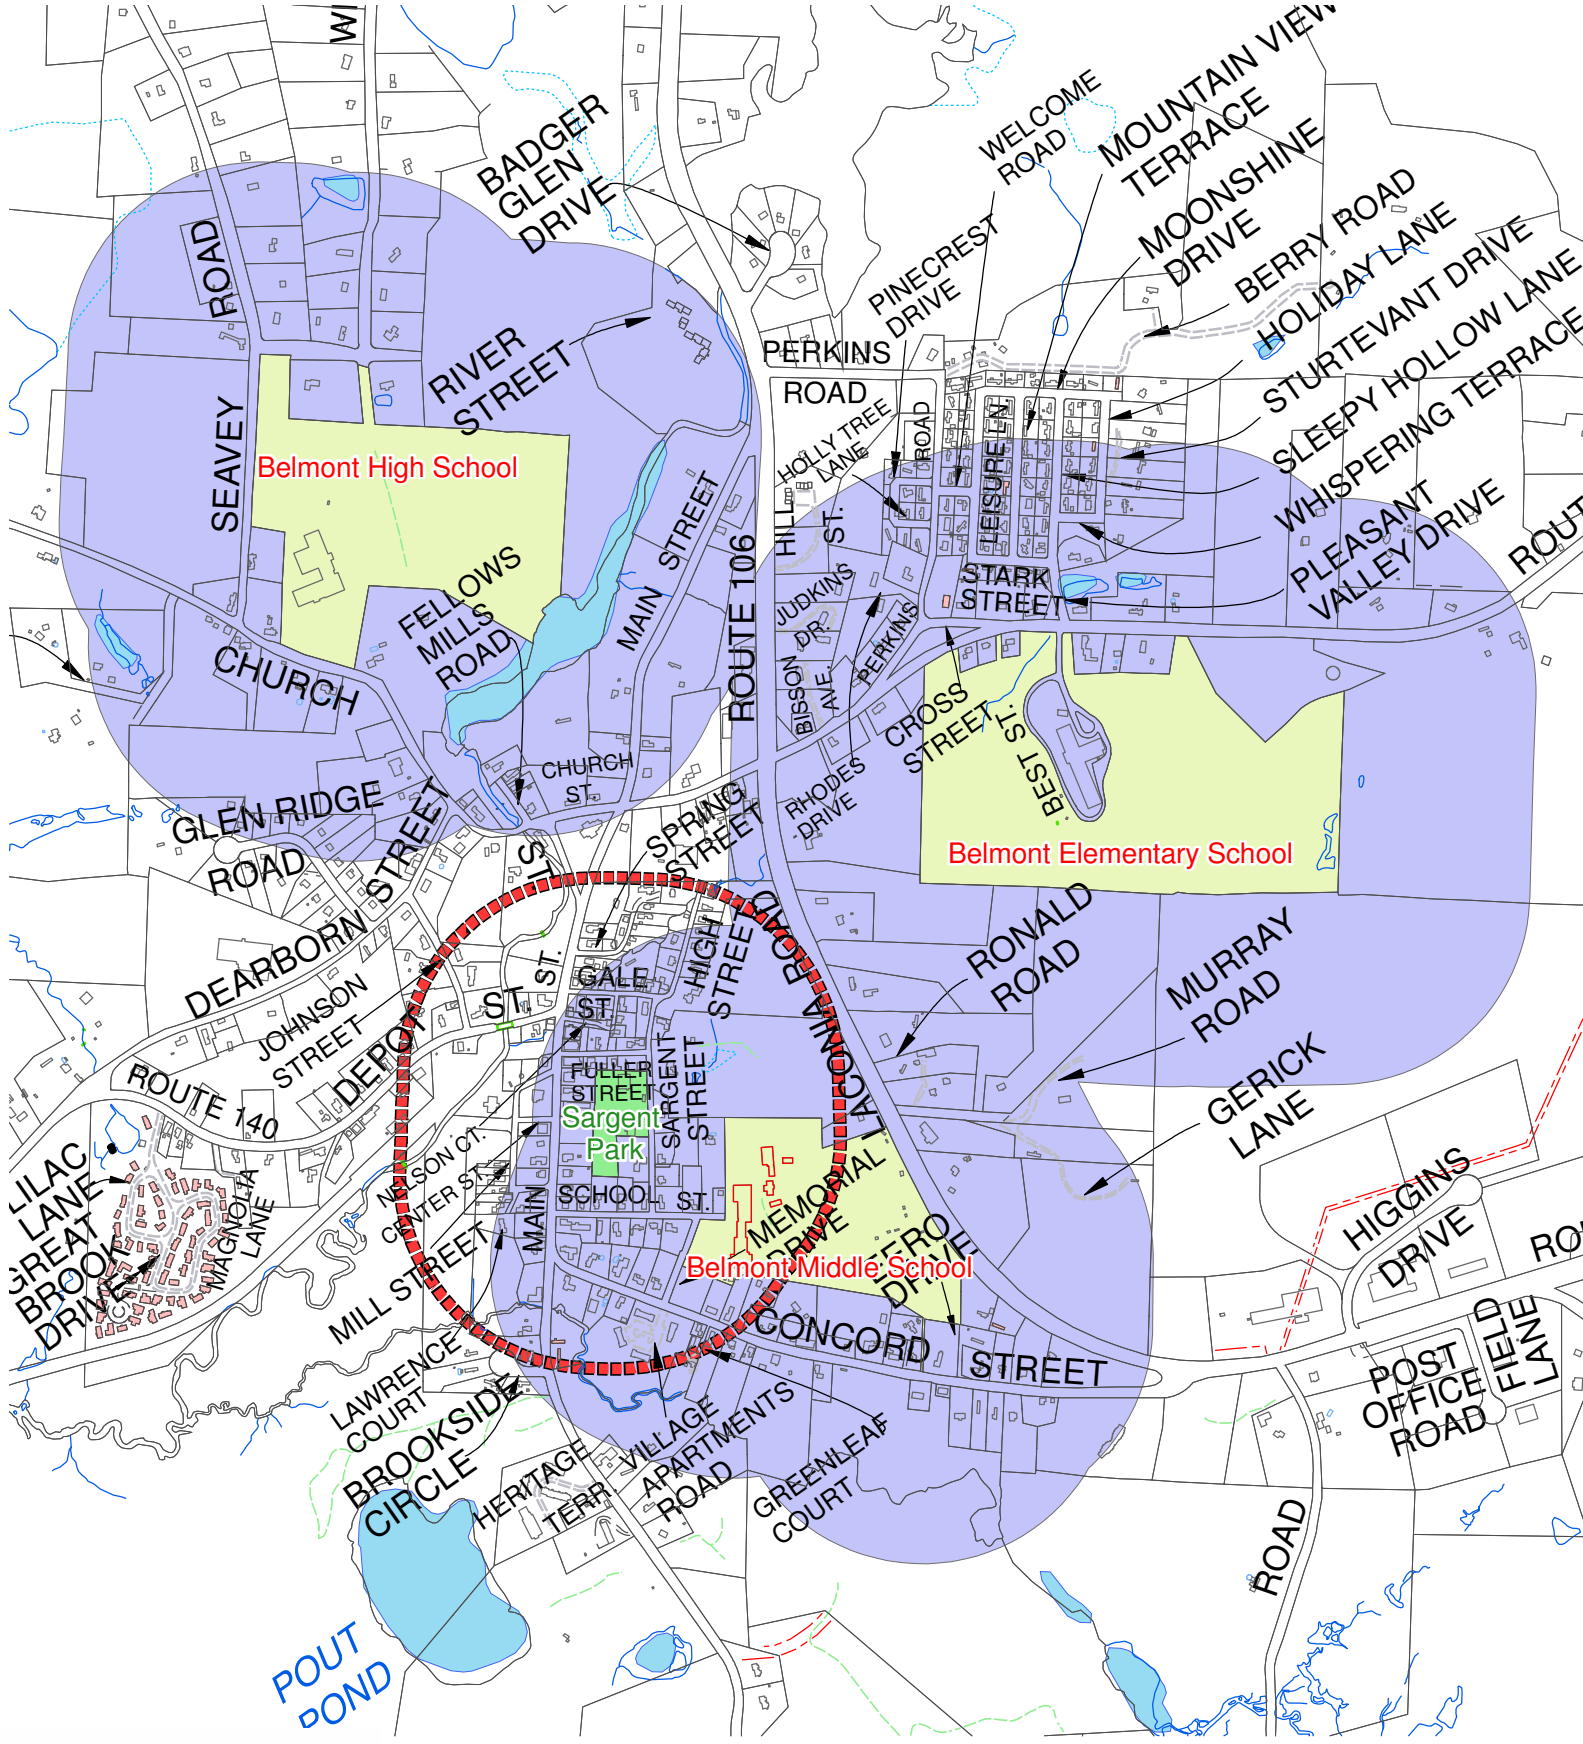 WI
BADGER
GLEN
DRIVE
WELCOME
ROAD
MOUNTAIN VIEW
TERRACE
MOONSHINE
DRIVE
BERRY ROAD
HOLIDAY LANE
STURTEVANT DRIVE
SLEEPY HOLLOW LANE
WHISPERING TERRACE
PLEASANT
VALLEY DRIVE
ROUT
PINECREST
DRIVE
ROAD
RIVER
STREET
PERKINS
ROAD
HOLLY TREE
LANE
ROAD
LEISURE LN.
SEAVEY
Belmont High School
MAIN
STREET
ROUTE 106
HILL
ST.
STARK
STREET
JUDKINS
DR.
PERKINS
BISSON
AVE.
FELLOWS
MILLS
ROAD
CHURCH
CROSS
STREET
BEST ST.
CHURCH
ST.
RHODES
DRIVE
SPRING
STREET
GLEN RIDGE
ROAD
Belmont Elementary School
ST.
DEARBORN
STREET
HIGH
STREET
LACONIA
ROAD
RONALD
ROAD
MURRAY
ROAD
GERICK
LANE
JOHNSON
STREET
DEPOT
ST.
ST.
GALE
ST.
FULLER
STREET
SARGENT
STREET
Sargent
Park
ROUTE 140
NELSON CT.
CENTER ST.
SCHOOL
ST.
MAIN
LILAC
LANE
GREAT
BROOK
DRIVE
MAGNOLIA
LANE
MILL STREET
MEMORIAL
DRIVE
Belmont Middle School
DRIVE
HIGGINS
DRIVE
RO
CONCORD
STREET
LAWRENCE
COURT
BROOKSIDE
CIRCLE
HERITAGE
TERR.
VILLAGE
APARTMENTS
ROAD
GREENLEAF
COURT
POST
OFFICE
ROAD
FIELD
LANE
ROAD
POUT
POND